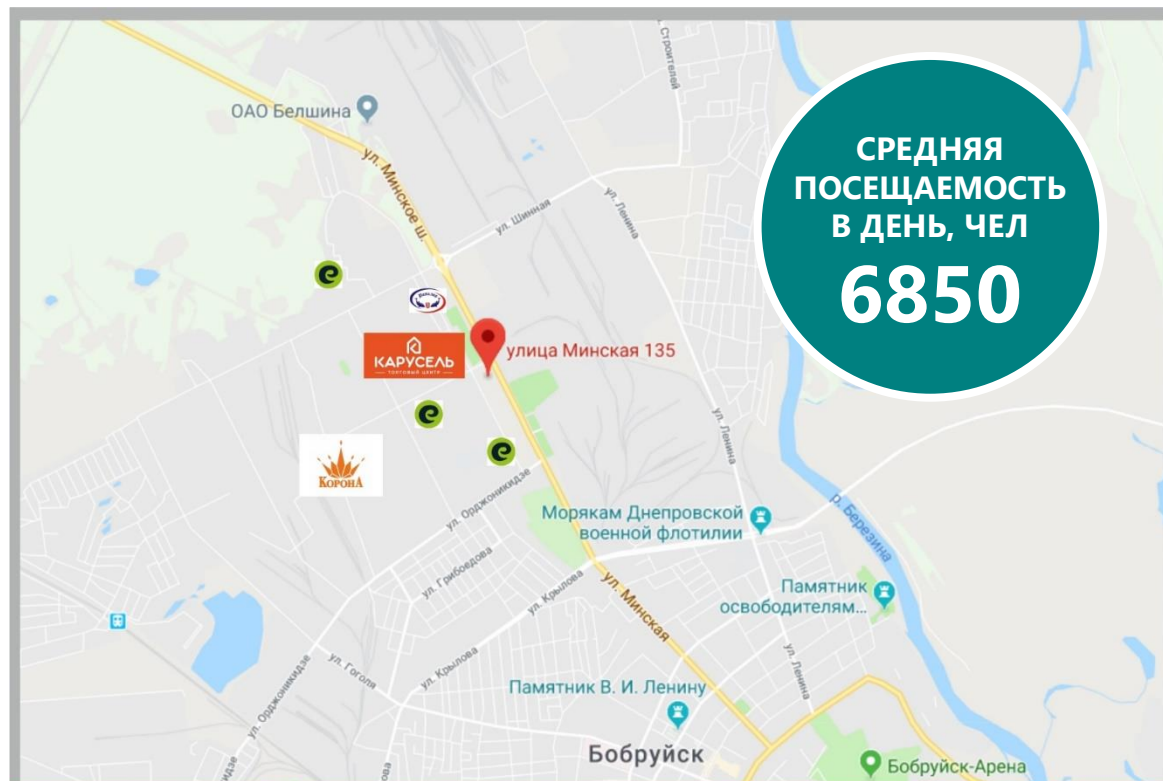 ул. Строителей
ОАО Белшина
СРЕДНЯЯ
ПОСЕЩАЕМОСТЬ
В ДЕНЬ, ЧЕЛ
6850
ул. Минское ш.
ул. Шинная
ул. Ленина
КАРУСЕЛЬ
ТОРГОВЫЙ ЦЕНТР
улица Минская 135
ул. Ленина
КОРОНА
ул. Орджоникидзе
Морякам Днепровской
военной флотилии
р. Березина
ул. Грибоедова
ул. Крылова
ул. Минская
Памятник
освободителям...
ул. Гоголя
ул. Крылова
ул. Ленина
ул. Орджоникидзе
Памятник В. И. Ленину
Бобруйск
Бобруйск-Арена